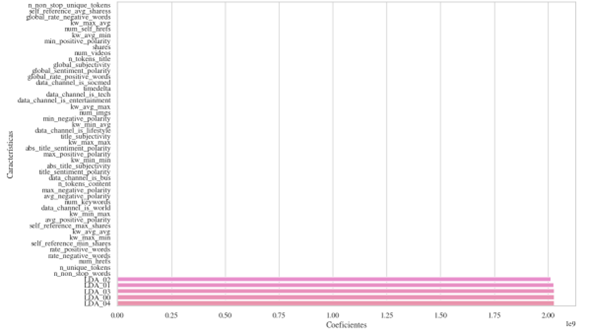 n_non_stop_unique_tokens
self_reference_avg_sharess
global_rate_negative_words
kw_max_avg
num_self_hrefs
kw_avg_min
min_positive_polarity
shares
num_videos
n_tokens_title
global_subjectivity
global_sentiment_polarity
global_rate_positive_words
data_channel_is_socmed
timedelta
data_channel_is_tech
data_channel_is_entertainment
kw_avg_max
num_imgs
min_negative_polarity
kw_min_avg
data_channel_is_lifestyle
title_subjectivity
kw_max_max
abs_title_sentiment_polarity
max_positive_polarity
kw_min_min
abs_title_subjectivity
title_sentiment_polarity
data_channel_is_bus
n_tokens_content
max_negative_polarity
avg_negative_polarity
num_keywords
data_channel_is_world
kw_min_max
avg_positive_polarity
self_reference_max_shares
kw_avg_avg
kw_max_min
self_reference_min_shares
rate_positive_words
rate_negative_words
num_hrefs
n_unique_tokens
n_non_stop_words
LDA_02
LDA_01
LDA_03
LDA_00
LDA_04
Características
0.00 0.25 0.50 0.75 1.00 1.25 1.50 1.75 2.00
1e9
Coeficientes